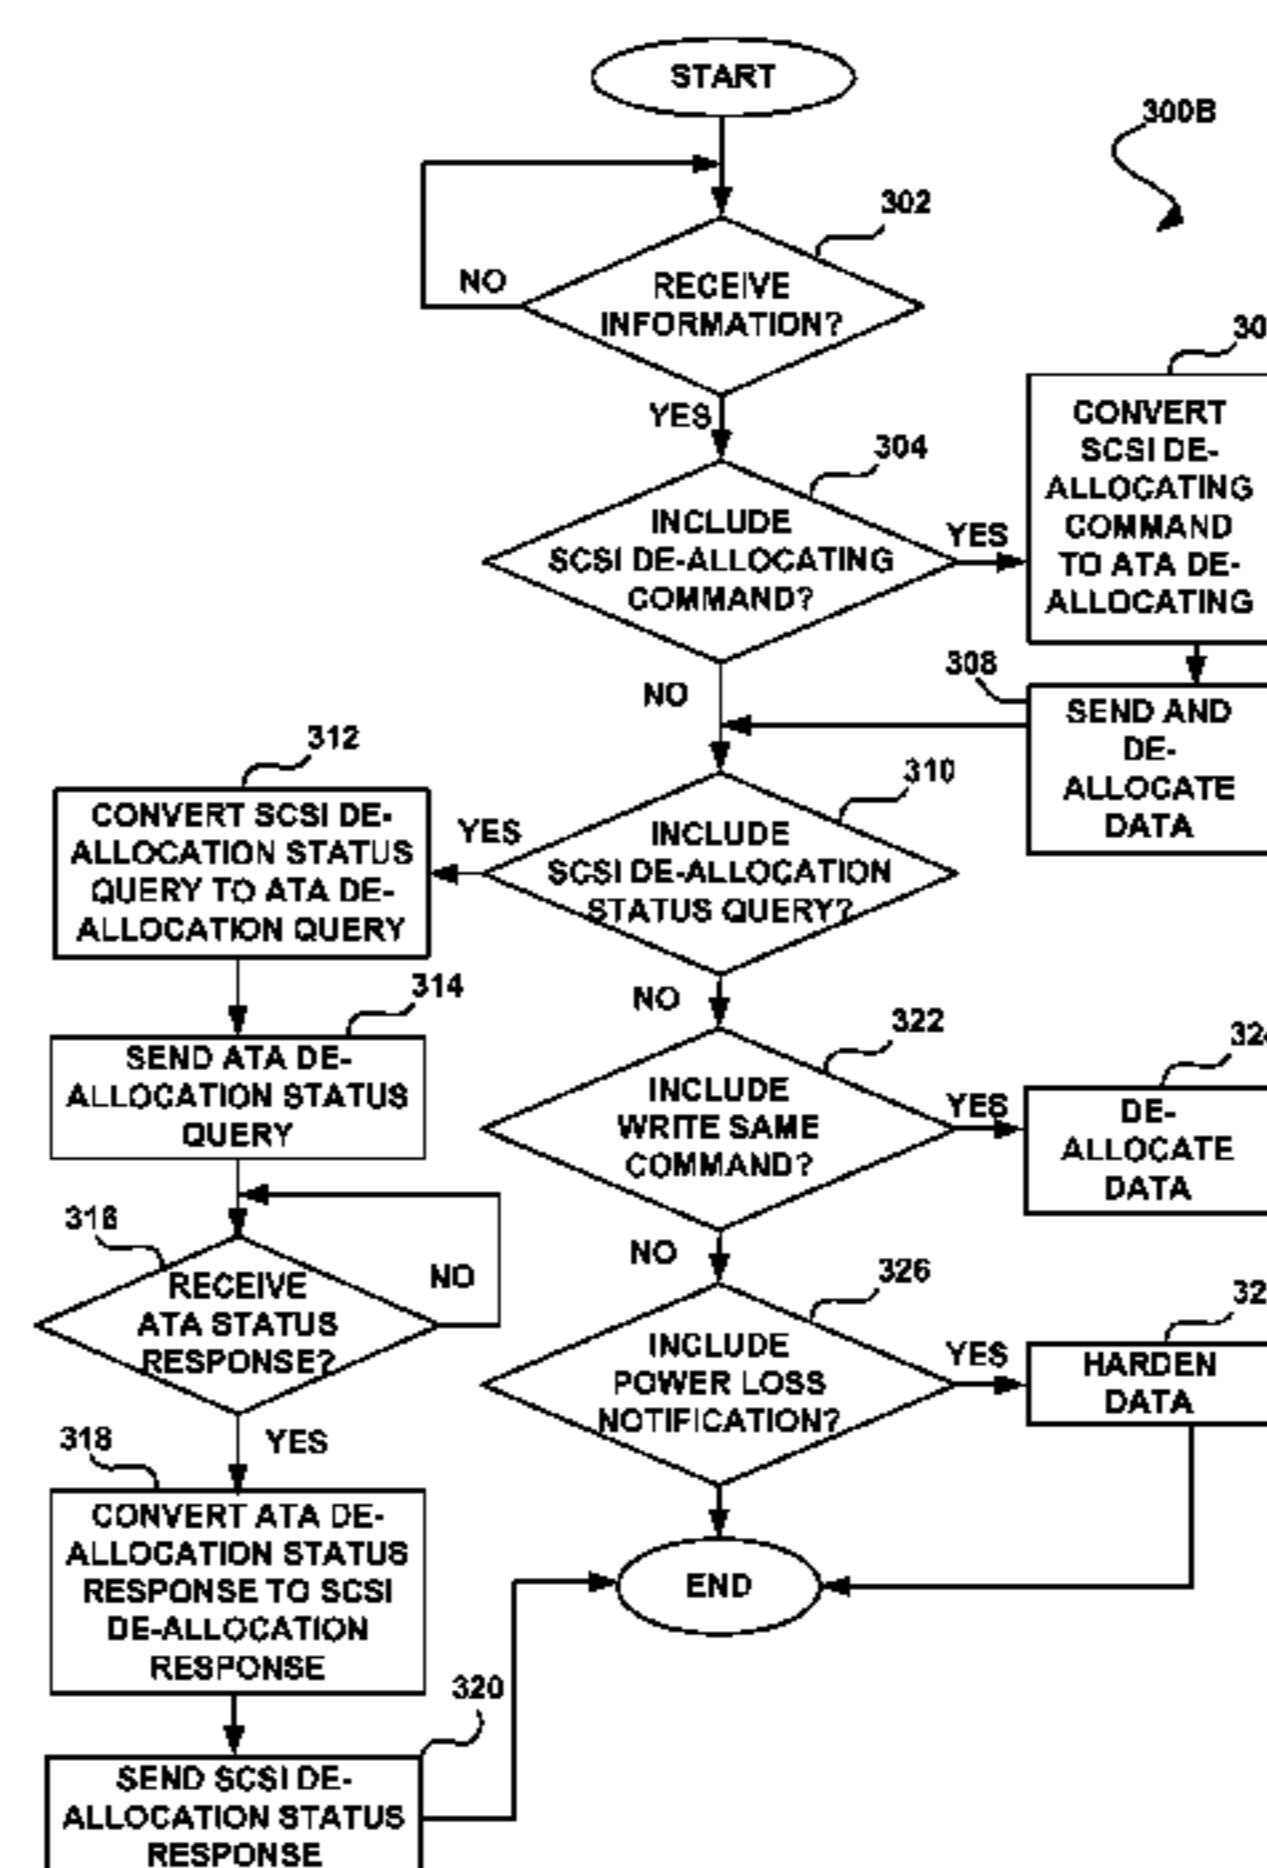 START
300B
302
NO
RECEIVE
INFORMATION?
YES
304
INCLUDE
SCSI DE-ALLOCATING
COMMAND?
YES
CONVERT
SCSI DE-
ALLOCATING
COMMAND
TO ATA DE-
ALLOCATING
NO
308
SEND AND
DE-
ALLOCATE
DATA
310
INCLUDE
SCSI DE-ALLOCATION
STATUS QUERY?
YES
312
CONVERT SCSI DE-
ALLOCATION STATUS
QUERY TO ATA DE-
ALLOCATION QUERY
314
SEND ATA DE-
ALLOCATION STATUS
QUERY
316
RECEIVE
ATA STATUS
RESPONSE?
NO
YES
318
CONVERT ATA DE-
ALLOCATION STATUS
RESPONSE TO SCSI
DE-ALLOCATION
RESPONSE
320
SEND SCSI DE-
ALLOCATION STATUS
RESPONSE
NO
322
INCLUDE
WRITE SAME
COMMAND?
YES
DE-
ALLOCATE
DATA
NO
326
INCLUDE
POWER LOSS
NOTIFICATION?
YES
HARDEN
DATA
END